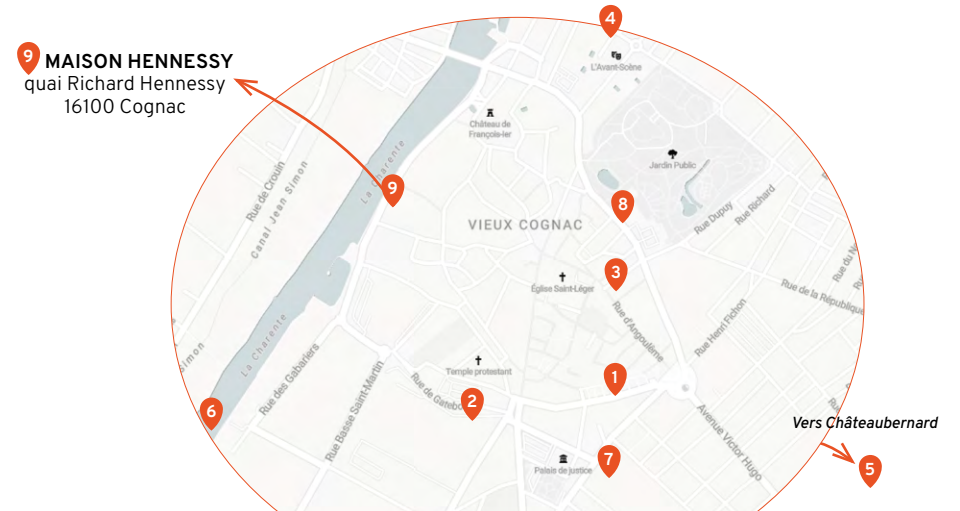 4
9 MAISON HENNESSY
quai Richard Hennessy
16100 Cognac
L'Avant-Scène
Château de
François-Ier
Jardin Public
Rue de Crouin
Canal Jean Simon
La Charente
9
8
VIEUX COGNAC
Rue Dupuy
Rue Richard
3
Église Saint-Léger
Rue du
Rue de la République
Rue d'Angoulême
Rue Henri Fichon
La Charente
Simon
Rue des Gabariers
Rue Basse Saint-Martin
Temple protestant
Rue de
2
1
6
Avenue Victor Hugo
Vers Châteaubernard
5
7
Palais de justice